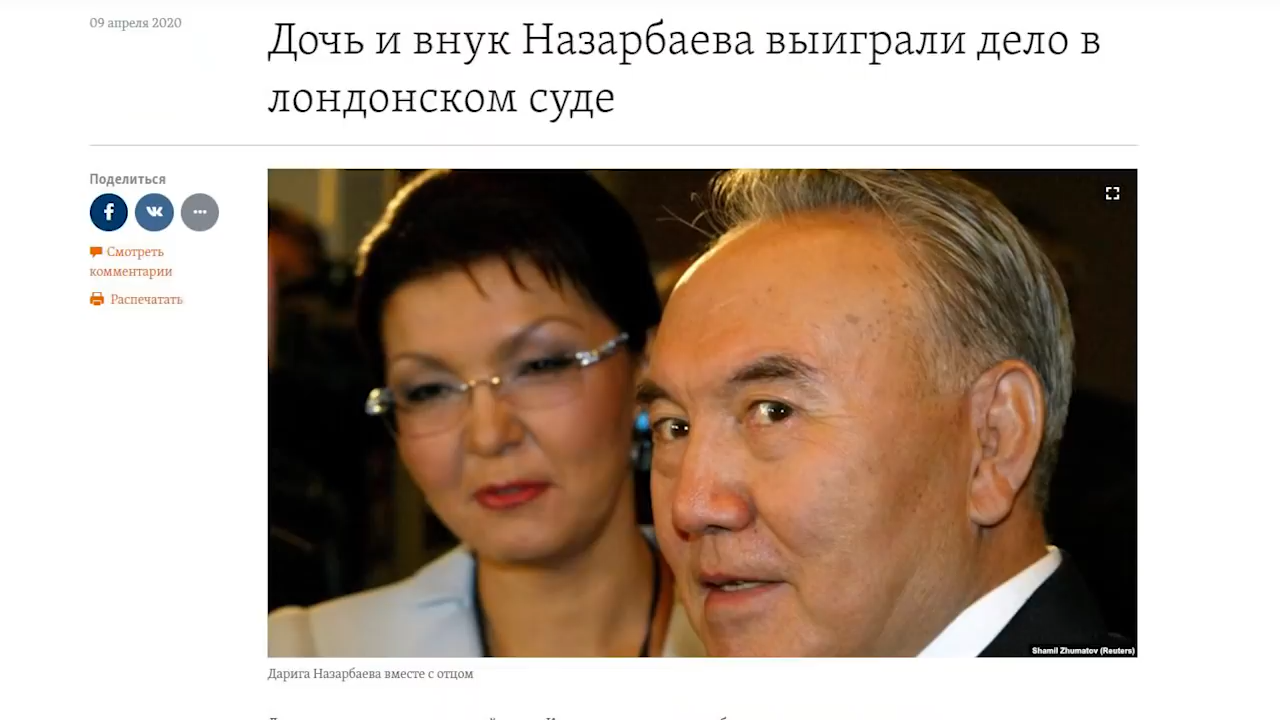 09 апреля 2020
Дочь и внук Назарбаева выиграли дело в
лондонском суде
Поделиться
Смотреть
комментарии
Распечатать
Shamil Zhumatov (Reuters)
Дарига Назарбаева вместе с отцом